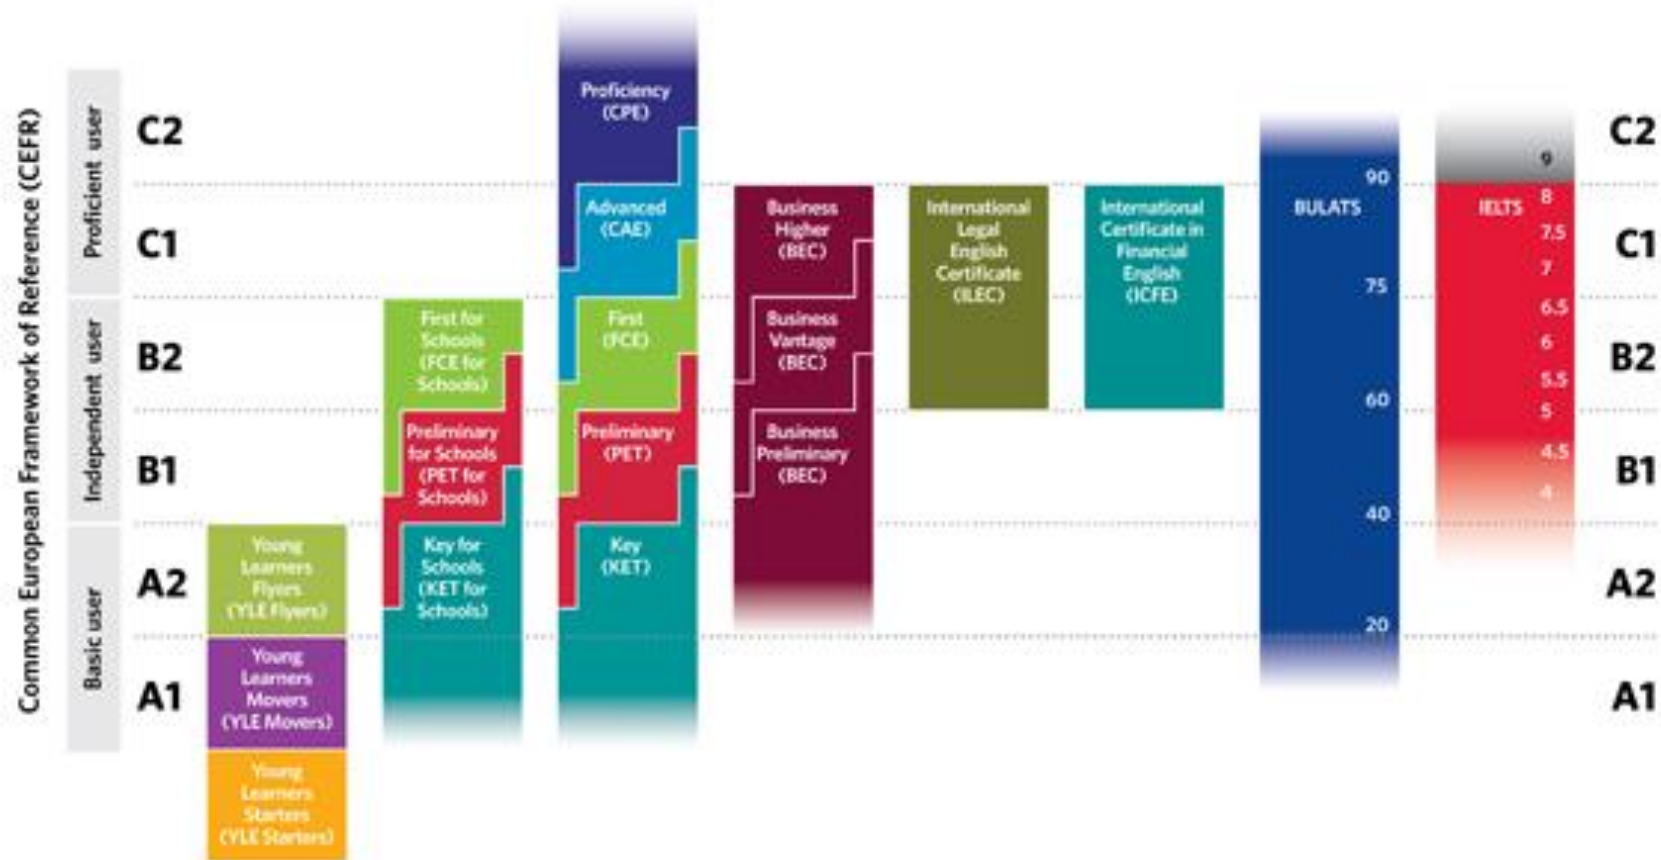 Common European Framework of Reference (CEFR)
Proficient user
Independent user
Basic user
C2
C1
B2
B1
A2
A1
Young
Learners
Flyers
(YLE Flyers)
Young
Learners
Movers
(YLE Movers)
Young
Learners
Starters
(YLE Starters)
First for
Schools
(FCE for
Schools)
Preliminary
for Schools
(PET for
Schools)
Key for
Schools
(KET for
Schools)
Proficiency
(CPE)
Advanced
(CAE)
First
(FCE)
Preliminary
(PET)
Key
(KET)
Business
Higher
(BEC)
Business
Vantage
(BEC)
Business
Preliminary
(BEC)
International
Legal
English
Certificate
(ILEC)
International
Certificate in
Financial
English
(ICFE)
BULATS
90
75
60
40
20
IELTS
9
8
7.5
7
6.5
6
5.5
5
4.5
4
C2
C1
B2
B1
A2
A1